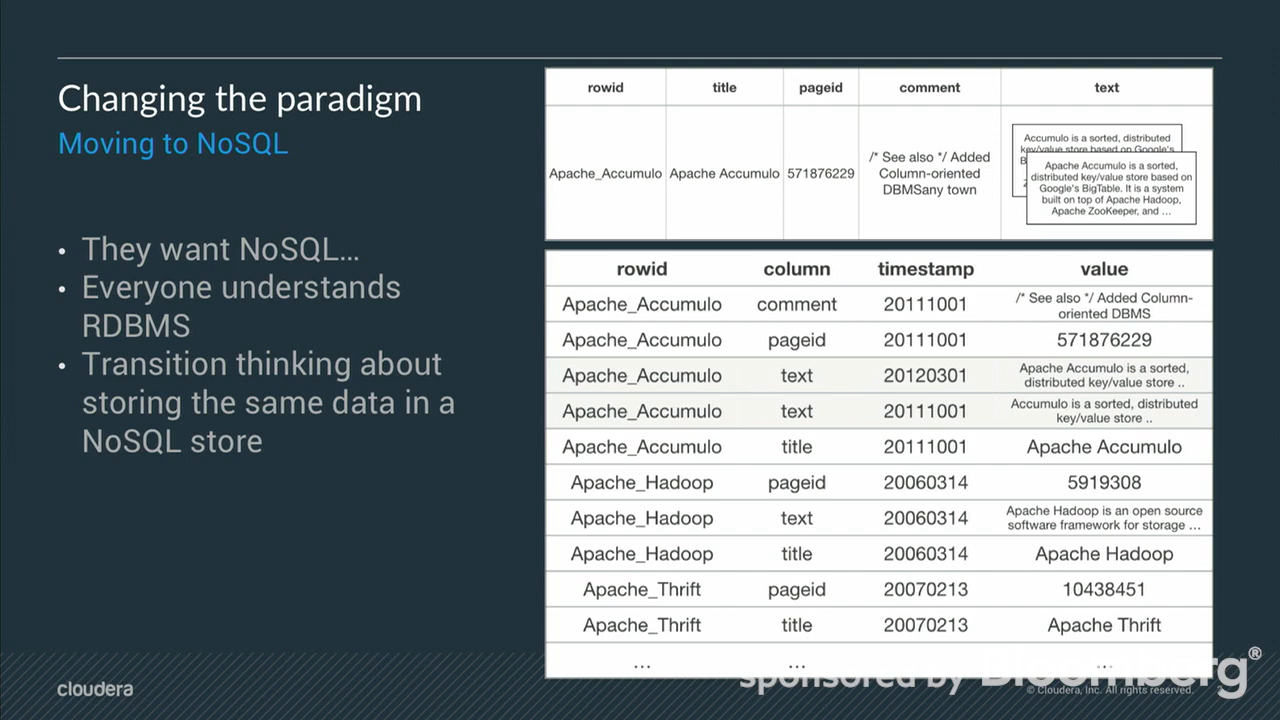 Changing the paradigm
Moving to NoSQL
• They want NoSQL...
• Everyone understands
RDBMS
• Transition thinking about
storing the same data in a
NoSQL store
rowid title pageid comment text
Apache_Accumulo Apache Accumulo 571876229
/* See also */ Added
Column-oriented
DBMSany town
Accumulo is a sorted, distributed
key/value store based on Google's
Apache Accumulo is a sorted,
distributed key/value store based on
Google's BigTable. It is a system
built on top of Apache Hadoop,
Apache ZooKeeper, and ...
rowid column timestamp value
Apache_Accumulo comment 20111001 /* See also */ Added Column-
oriented DBMS
Apache_Accumulo pageid 20111001 571876229
Apache_Accumulo text 20120301 Apache Accumulo is a sorted,
distributed key/value store ..
Apache_Accumulo text 20111001 Accumulo is a sorted, distributed
key/value store ..
Apache_Accumulo title 20111001 Apache Accumulo
Apache_Hadoop pageid 20060314 5919308
Apache_Hadoop text 20060314 Apache Hadoop is an open source
software framework for storage ...
Apache_Hadoop title 20060314 Apache Hadoop
Apache_Thrift pageid 20070213 10438451
Apache_Thrift title 20070213 Apache Thrift
... ... ...
sponsored by Bloomberg®
cloudera
© Cloudera, Inc. All rights reserved.